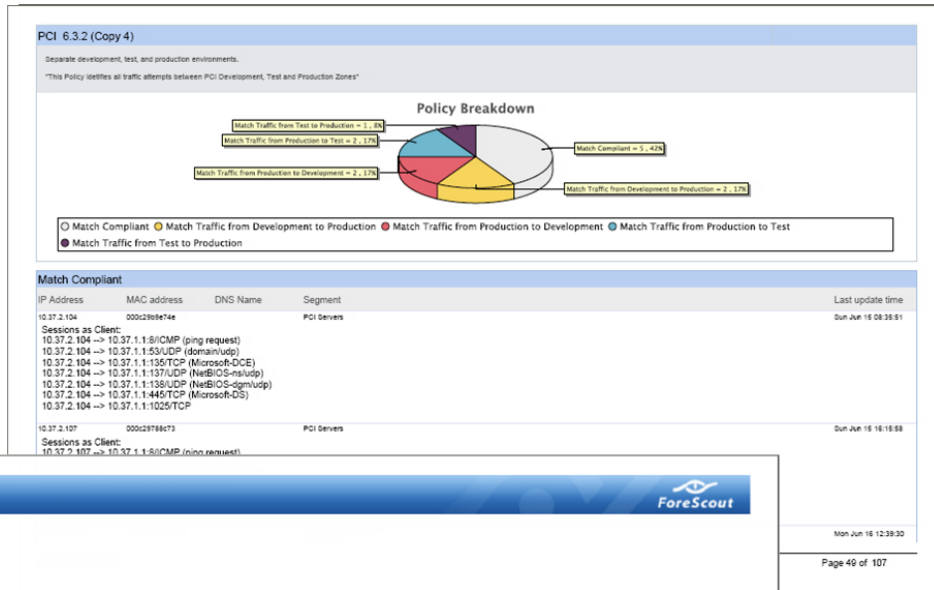 PCI 6.3.2 (Copy 4)
Separate development, test, and production environments.
"This Policy idetifies all traffic attempts between PCI Development, Test and Production Zones"
Policy Breakdown
Match Traffic from Test to Production = 1 , 8%
Match Traffic from Production to Test = 2 , 17%
Match Compliant = 5 , 42%
Match Traffic from Production to Development = 2 , 17%
Match Traffic from Development to Production = 2 , 17%
Match Compliant Match Traffic from Development to Production Match Traffic from Production to Development Match Traffic from Production to Test
Match Traffic from Test to Production
Match Compliant
IP Address MAC address DNS Name Segment Last update time
10.37.2.104 000c29b9e74e PCI Servers Sun Jun 15 08:35:51
Sessions as Client:
10.37.2.104 --> 10.37.1.1:8/ICMP (ping request)
10.37.2.104 --> 10.37.1.1:53/UDP (domain/udp)
10.37.2.104 --> 10.37.1.1:135/TCP (Microsoft-DCE)
10.37.2.104 --> 10.37.1.1:137/UDP (NetBIOS-ns/udp)
10.37.2.104 --> 10.37.1.1:138/UDP (NetBIOS-dgm/udp)
10.37.2.104 --> 10.37.1.1:445/TCP (Microsoft-DS)
10.37.2.104 --> 10.37.1.1:1025/TCP
10.37.2.107 000c29788c73 PCI Servers Sun Jun 15 16:15:58
Sessions as Client:
10.37.2.107 --> 10.37.1.1:8/ICMP (ping request)
ForeScout
Mon Jun 16 12:39:30
Page 49 of 107